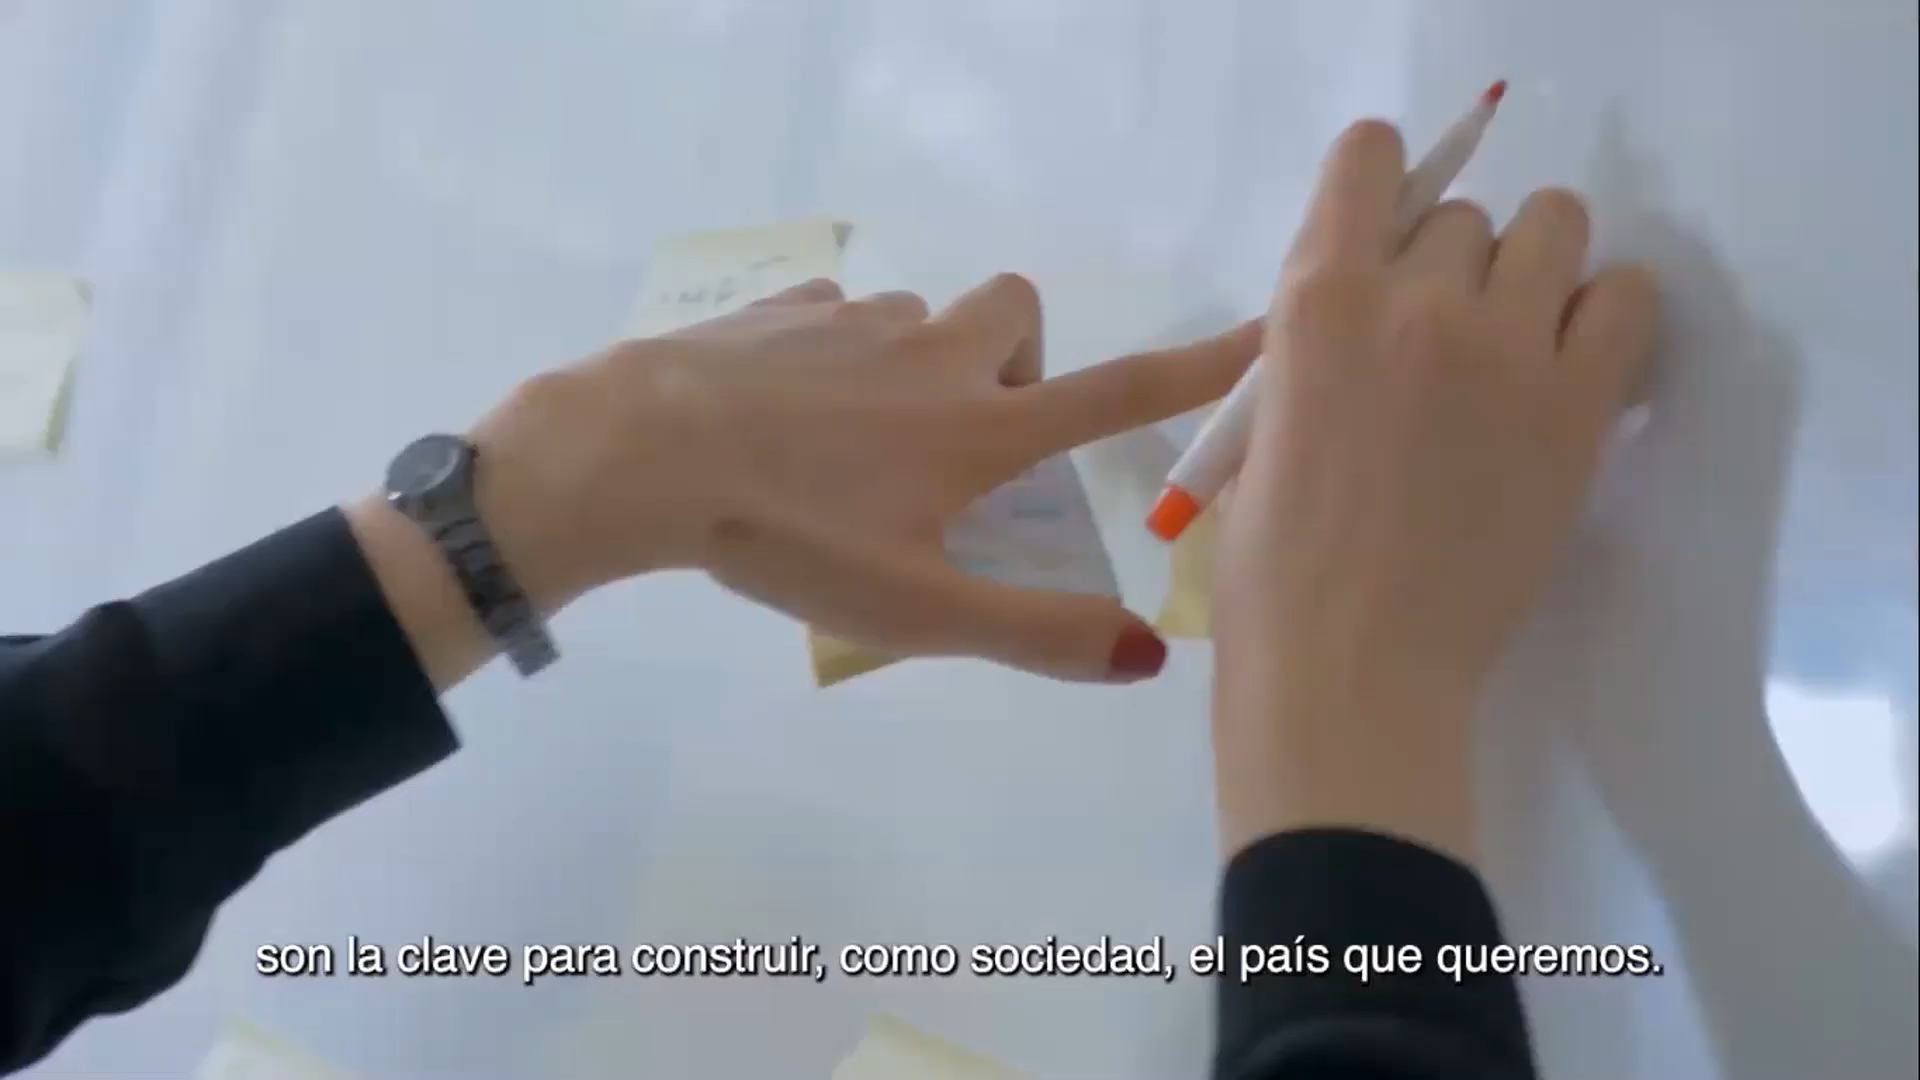 son la clave para construir, como sociedad, el país que queremos.